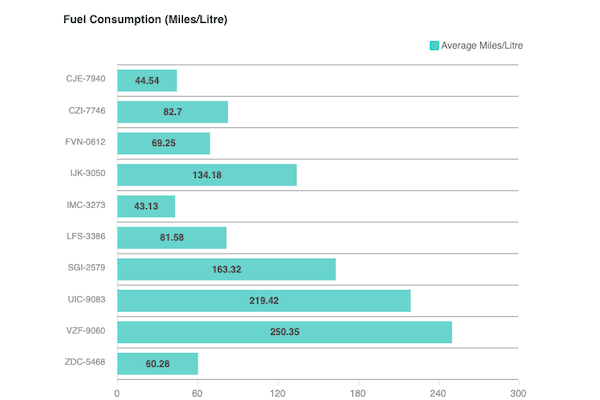 Fuel Consumption (Miles/Litre)
Average Miles/Litre
CJE-7940 44.54
CZI-7746 82.7
FVN-0612 69.25
IJK-3050 134.18
IMC-3273 43.13
LFS-3386 81.58
SGI-2579 163.32
UIC-9083 219.42
VZF-9060 250.35
ZDC-5468 60.28
0 60 120 180 240 300